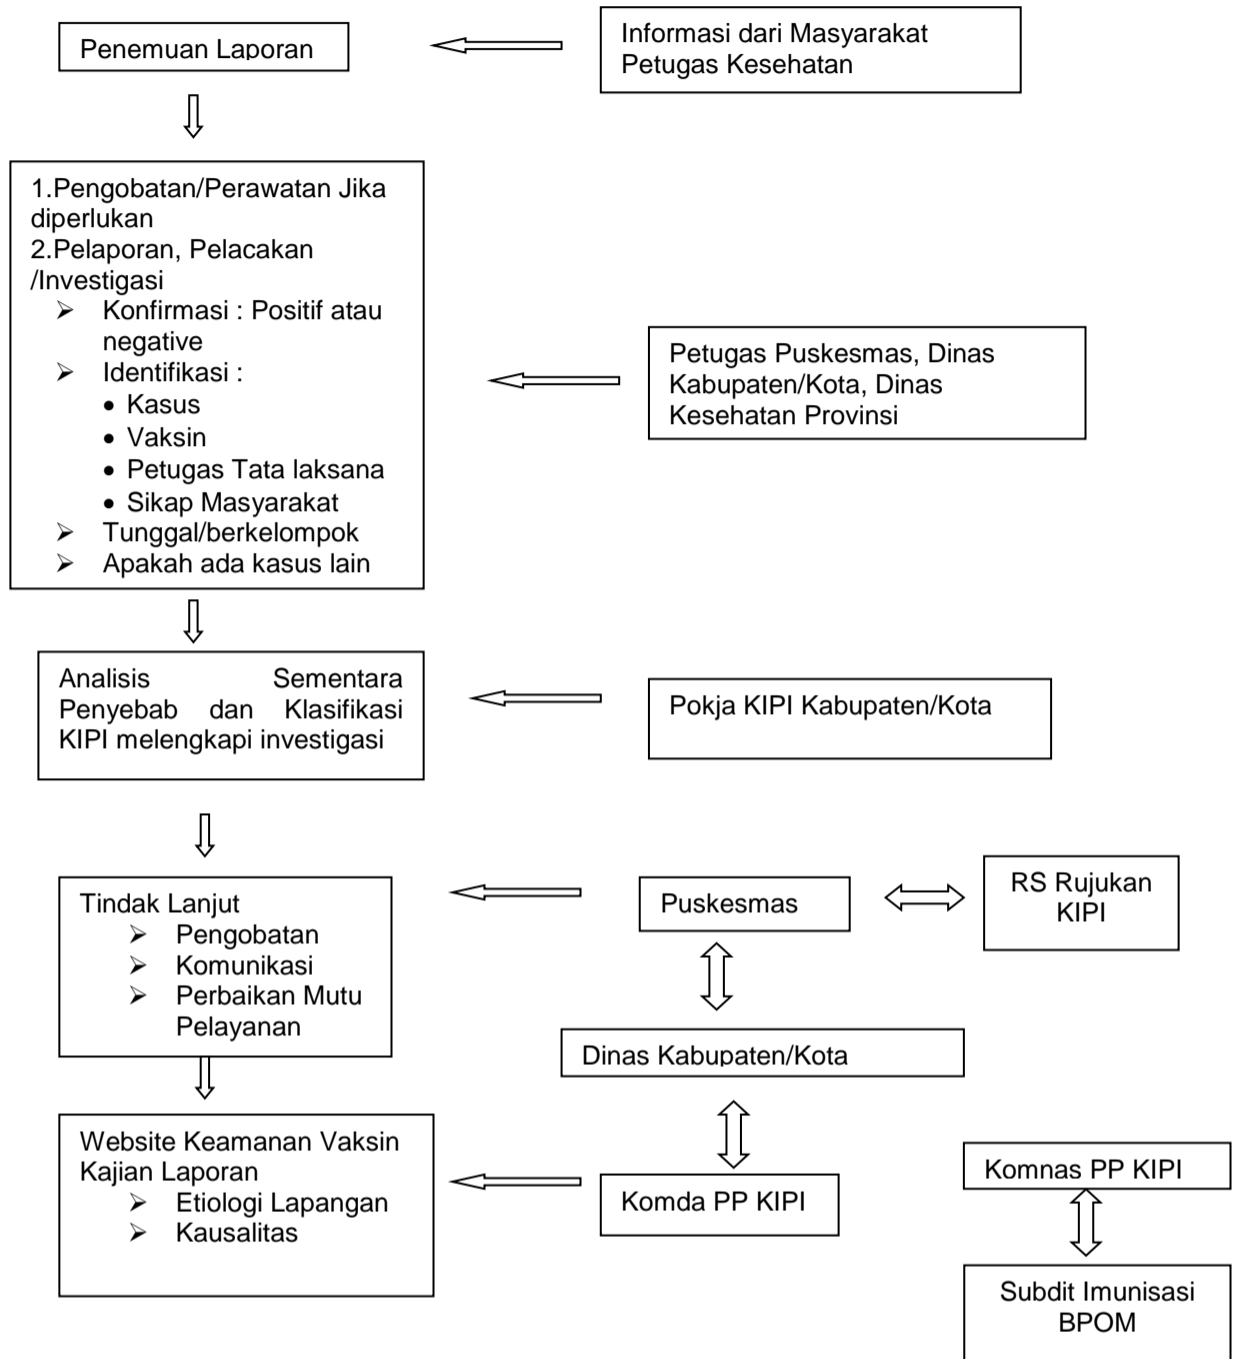 Penemuan Laporan
Informasi dari Masyarakat
Petugas Kesehatan
1.Pengobatan/Perawatan Jika
diperlukan
2.Pelaporan, Pelacakan
/Investigasi
➢ Konfirmasi : Positif atau
negative
➢ Identifikasi :
• Kasus
• Vaksin
• Petugas Tata laksana
• Sikap Masyarakat
➢ Tunggal/berkelompok
➢ Apakah ada kasus lain
Petugas Puskesmas, Dinas
Kabupaten/Kota, Dinas
Kesehatan Provinsi
Analisis Sementara
Penyebab dan Klasifikasi
KIPI melengkapi investigasi
Pokja KIPI Kabupaten/Kota
Tindak Lanjut
➢ Pengobatan
➢ Komunikasi
➢ Perbaikan Mutu
Pelayanan
Puskesmas
RS Rujukan
KIPI
Dinas Kabupaten/Kota
Website Keamanan Vaksin
Kajian Laporan
➢ Etiologi Lapangan
➢ Kausalitas
Komda PP KIPI
Komnas PP KIPI
Subdit Imunisasi
BPOM